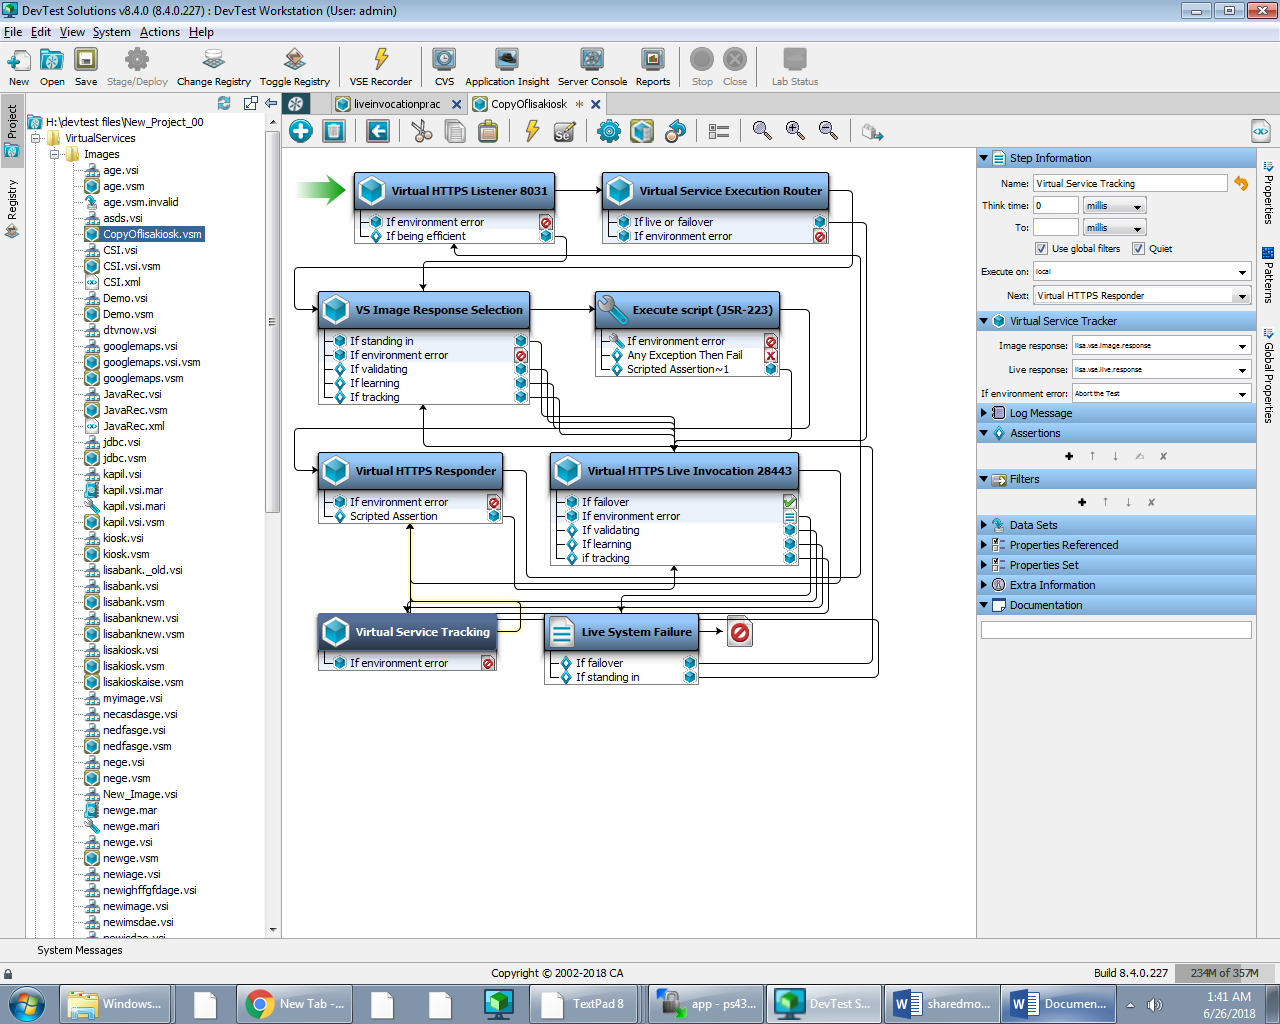 DevTest Solutions v8.4.0 (8.4.0.227) : DevTest Workstation (User: admin)
File Edit View System Actions Help
New Open Save Stage/Deploy Change Registry Toggle Registry VSE Recorder CVS Application Insight Server Console Reports Stop Close Lab Status
Project
Registry
H:\devtest files\New_Project_00
VirtualServices
Images
age.vsi
age.vsm
age.vsm.invalid
asds.vsi
CopyOflisakiosk.vsm
CSI.vsi
CSI.vsi.vsm
CSI.xml
Demo.vsi
Demo.vsm
dtvnow.vsi
googlemaps.vsi
googlemaps.vsi.vsm
googlemaps.vsm
JavaRec.vsi
JavaRec.vsm
JavaRec.xml
jdbc.vsi
jdbc.vsm
kapil.vsi
kapil.vsi.mar
kapil.vsi.mari
kapil.vsi.vsm
kiosk.vsi
kiosk.vsm
lisabank._old.vsi
lisabank.vsi
lisabank.vsm
lisabanknew.vsi
lisabanknew.vsm
lisakiosk.vsi
lisakiosk.vsm
lisakioskaise.vsm
myimage.vsi
necasdasge.vsi
nedfasge.vsi
nedfasge.vsm
nege.vsi
nege.vsm
New_Image.vsi
newge.mar
newge.mari
newge.vsi
newge.vsm
newiage.vsi
newighffgfdage.vsi
newimage.vsi
newimsdae.vsi
liveinvocationprac
CopyOflisakiosk
Virtual HTTPS Listener 8031
If environment error
If being efficient
Virtual Service Execution Router
If live or failover
If environment error
VS Image Response Selection
If standing in
If environment error
If validating
If learning
If tracking
Execute script (JSR-223)
If environment error
Any Exception Then Fail
Scripted Assertion~1
Virtual HTTPS Responder
If environment error
Scripted Assertion
Virtual HTTPS Live Invocation 28443
If failover
If environment error
If validating
If learning
if tracking
Virtual Service Tracking
If environment error
Live System Failure
If failover
If standing in
Step Information
Name: Virtual Service Tracking
Think time: 0 millis
To: millis
Use global filters Quiet
Execute on: local
Next: Virtual HTTPS Responder
Virtual Service Tracker
Image response: lisa.vse.image.response
Live response: lisa.vse.live.response
If environment error: Abort the Test
Log Message
Assertions
Filters
Data Sets
Properties Referenced
Properties Set
Extra Information
Documentation
Properties
Patterns
Global Properties
System Messages
Copyright © 2002-2018 CA
Build 8.4.0.227
234M of 357M
Windows...
New Tab -...
TextPad 8
app - ps43...
DevTest S...
sharedmo...
Documen...
1:41 AM
6/26/2018